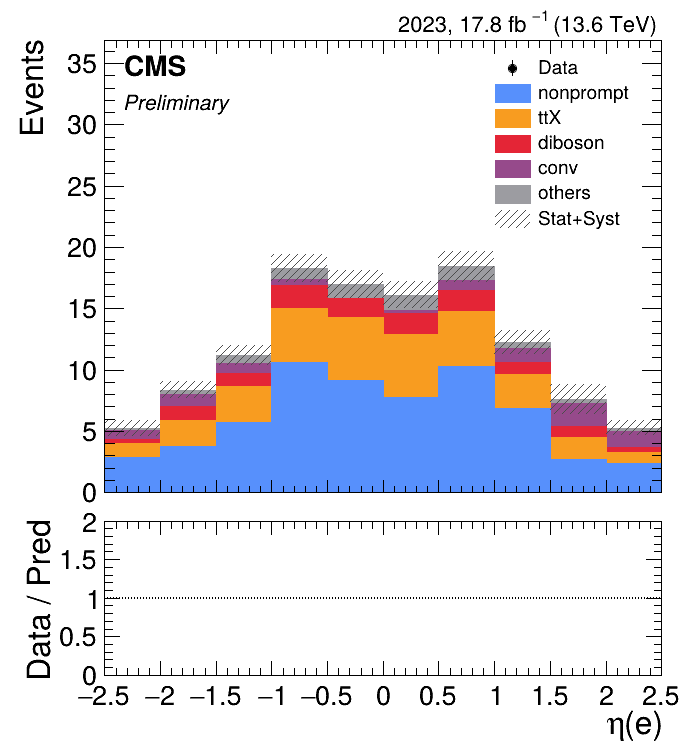 2023, 17.8 fb⁻¹ (13.6 TeV)
Events
35
30
25
20
15
10
5
0
CMS
Preliminary
Data
nonprompt
ttX
diboson
conv
others
Stat+Syst
Data / Pred
2
1.5
1
0.5
0
−2.5 −2 −1.5 −1 −0.5 0 0.5 1 1.5 2 2.5
η(e)